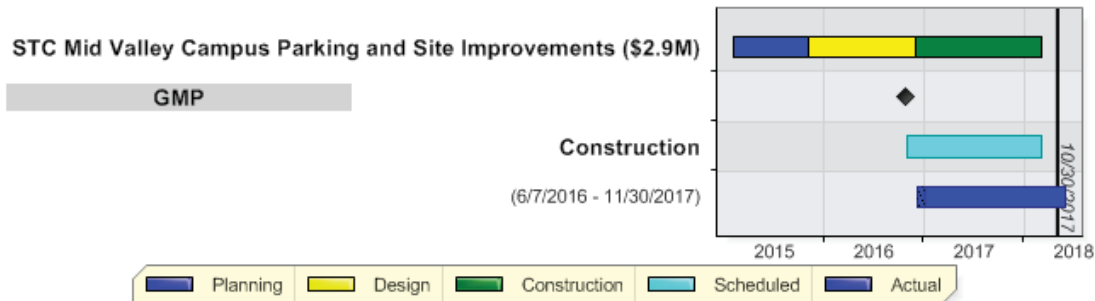 STC Mid Valley Campus Parking and Site Improvements ($2.9M)
GMP
Construction
(6/7/2016 - 11/30/2017)
10/30/2017
2015 2016 2017 2018
Planning Design Construction Scheduled Actual